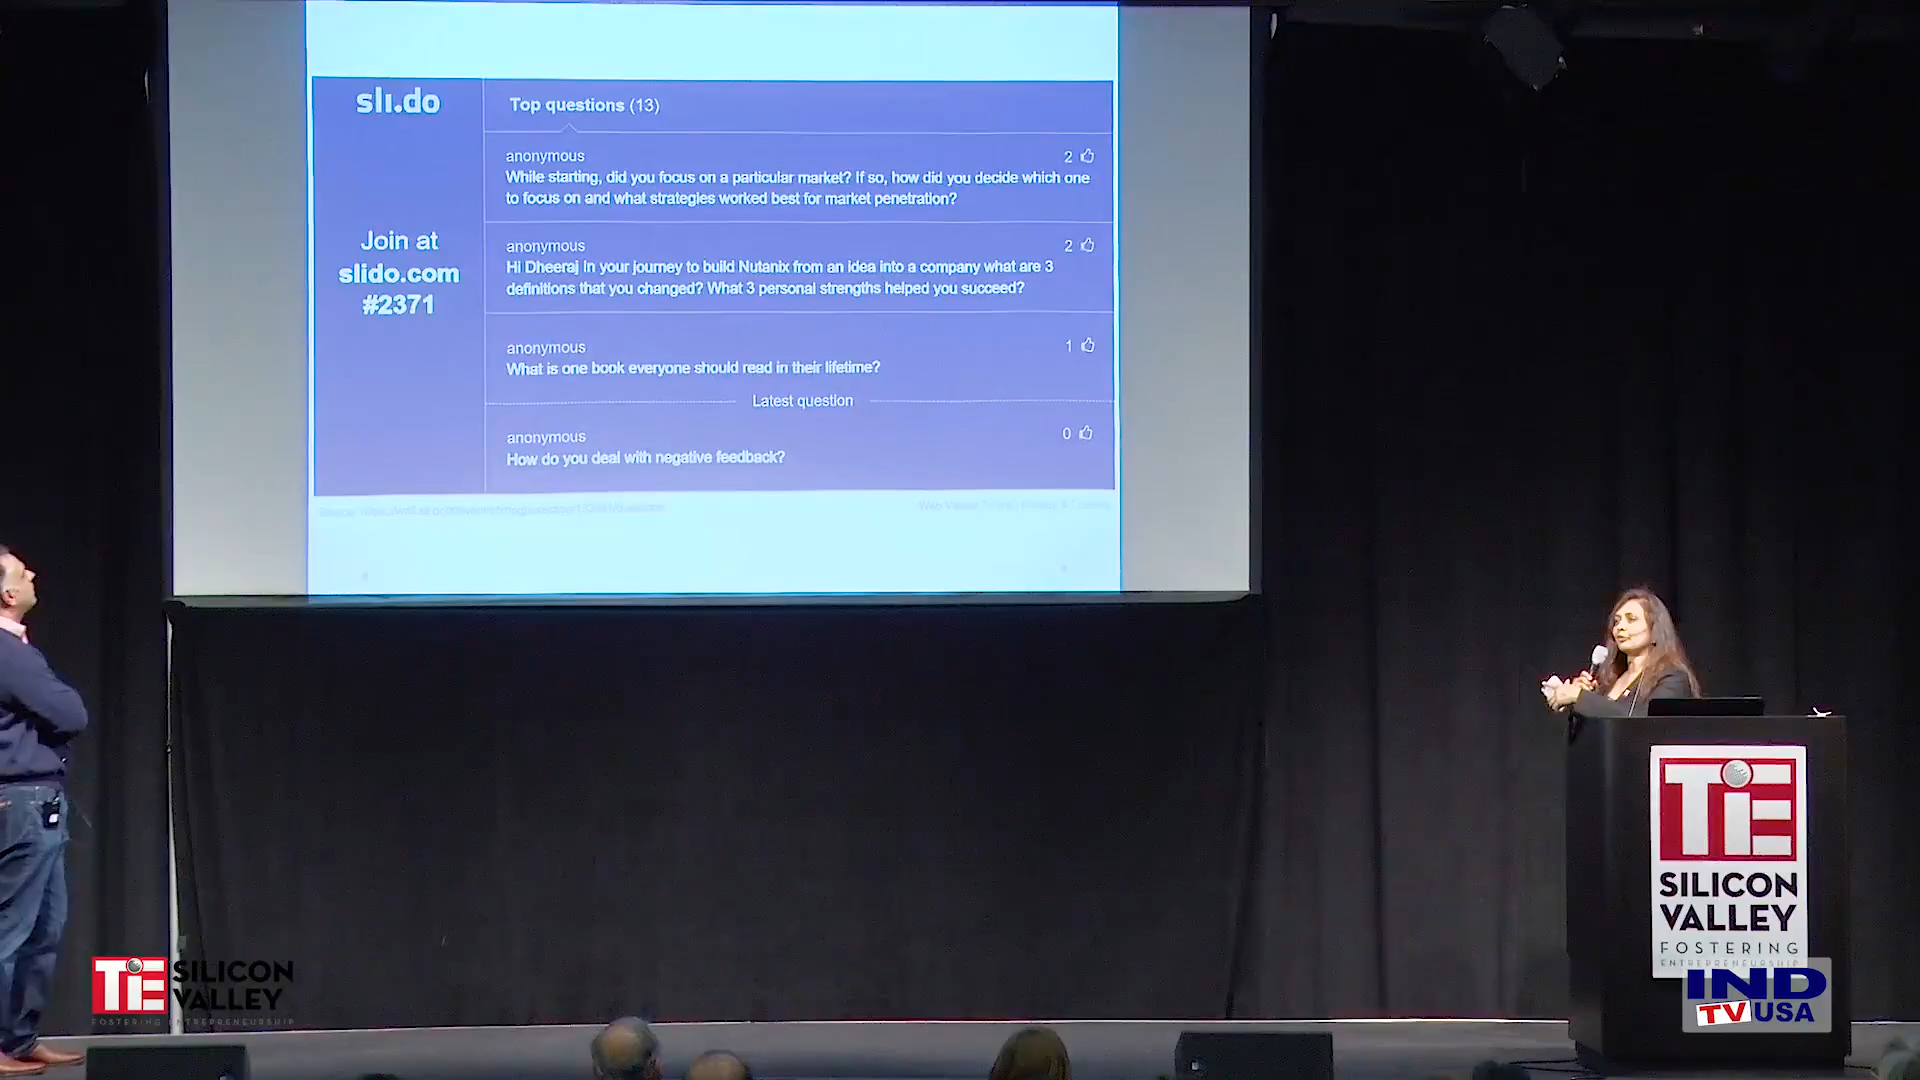 sli.do
Join at
slido.com
#2371
Top questions (13)
anonymous
2
While starting, did you focus on a particular market? If so, how did you decide which one
to focus on and what strategies worked best for market penetration?
anonymous
2
Hi Dheeraj In your journey to build Nutanix from an idea into a company what are 3
definitions that you changed? What 3 personal strengths helped you succeed?
anonymous
1
What is one book everyone should read in their lifetime?
Latest question
anonymous
0
How do you deal with negative feedback?
TiE
SILICON
VALLEY
FOSTERING
ENTREPRENEURSHIP
TiE SILICON
VALLEY
FOSTERING ENTREPRENEURSHIP
IND
TV USA